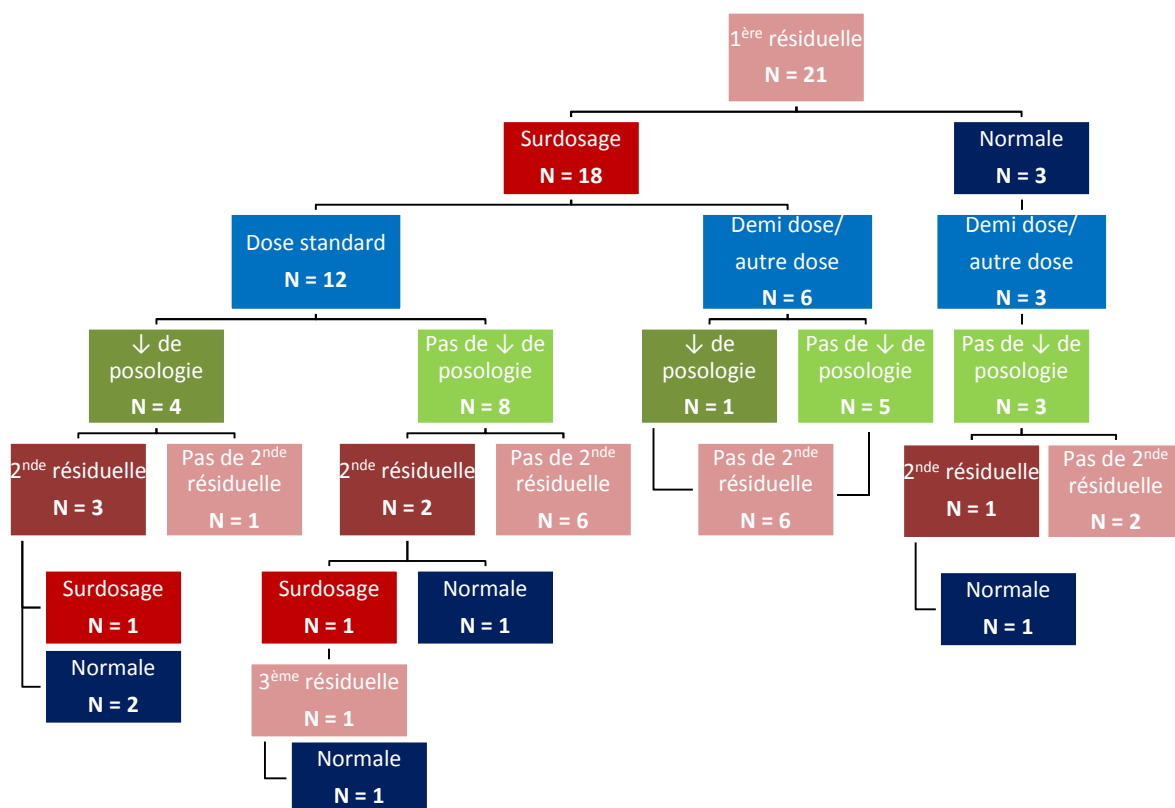 1ère résiduelle
N = 21
Surdosage
N = 18
Normale
N = 3
Dose standard
N = 12
Demi dose/
autre dose
N = 6
Demi dose/
autre dose
N = 3
↓ de
posologie
N = 4
Pas de ↓ de
posologie
N = 8
↓ de
posologie
N = 1
Pas de ↓ de
posologie
N = 5
Pas de ↓ de
posologie
N = 3
2nde résiduelle
N = 3
Pas de 2nde
résiduelle
N = 1
2nde résiduelle
N = 2
Pas de 2nde
résiduelle
N = 6
Pas de 2nde
résiduelle
N = 6
2nde résiduelle
N = 1
Pas de 2nde
résiduelle
N = 2
Surdosage
N = 1
Normale
N = 2
Surdosage
N = 1
Normale
N = 1
Normale
N = 1
3ème résiduelle
N = 1
Normale
N = 1